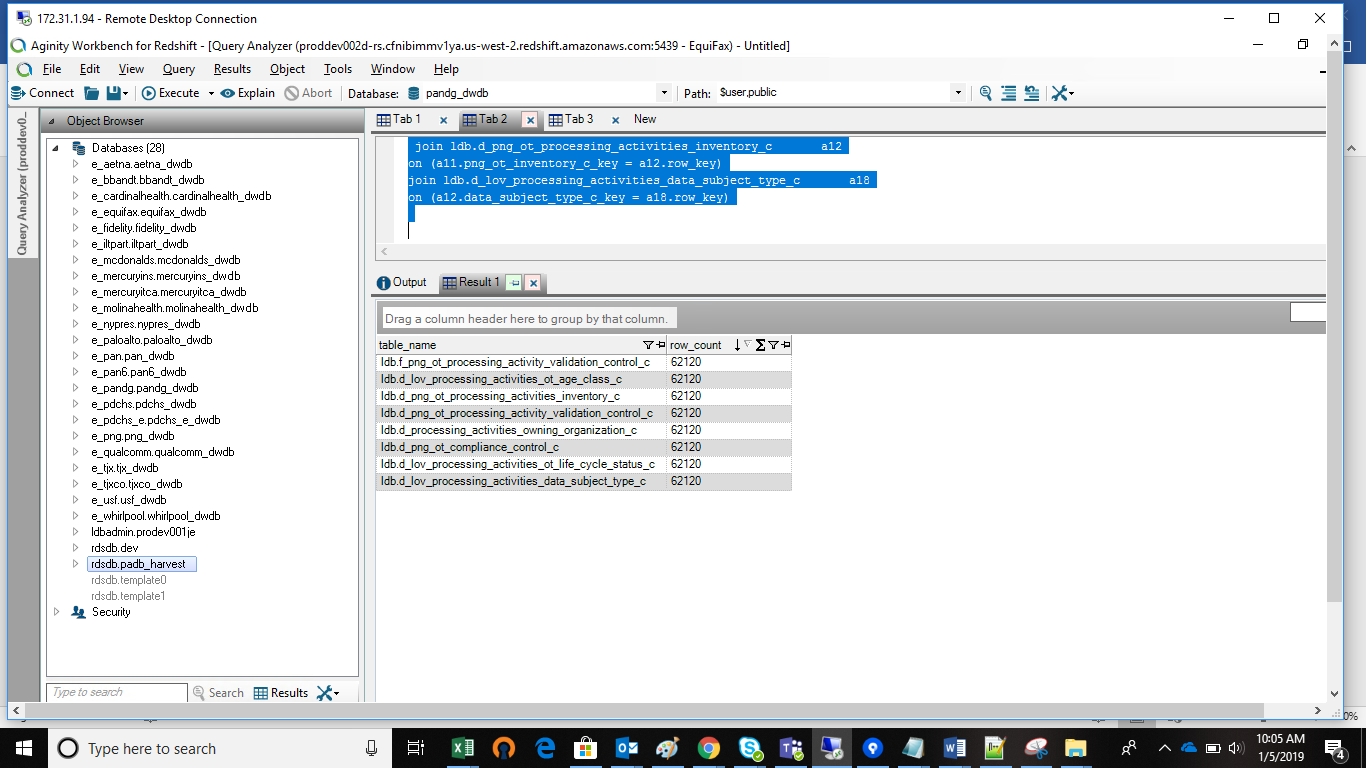 172.31.1.94 - Remote Desktop Connection
Aginity Workbench for Redshift - [Query Analyzer (proddev002d-rs.cfnibimmv1ya.us-west-2.redshift.amazonaws.com:5439 - EquiFax) - Untitled]
File Edit View Query Results Object Tools Window Help
Connect Execute Explain Abort Database: pandg_dwdb Path: $user,public
Query Analyzer (proddev0...
Object Browser
Databases (28)
e_aetna.aetna_dwdb
e_bbandt.bbandt_dwdb
e_cardinalhealth.cardinalhealth_dwdb
e_equifax.equifax_dwdb
e_fidelity.fidelity_dwdb
e_iltpart.iltpart_dwdb
e_mcdonalds.mcdonalds_dwdb
e_mercuryins.mercuryins_dwdb
e_mercuryitca.mercuryitca_dwdb
e_molinahealth.molinahealth_dwdb
e_nypres.nypres_dwdb
e_paloalto.paloalto_dwdb
e_pan.pan_dwdb
e_pan6.pan6_dwdb
e_pandg.pandg_dwdb
e_pdchs.pdchs_dwdb
e_pdchs_e.pdchs_e_dwdb
e_png.png_dwdb
e_qualcomm.qualcomm_dwdb
e_tjx.tjx_dwdb
e_tjxco.tjxco_dwdb
e_usf.usf_dwdb
e_whirlpool.whirlpool_dwdb
ldbadmin.prodev001je
rdsdb.dev
rdsdb.padb_harvest
rdsdb.template0
rdsdb.template1
Security
Type to search Search Results
Tab 1 Tab 2 Tab 3 New
join ldb.d_png_ot_processing_activities_inventory_c a12
on (a11.png_ot_inventory_c_key = a12.row_key)
join ldb.d_lov_processing_activities_data_subject_type_c a18
on (a12.data_subject_type_c_key = a18.row_key)
Output Result 1
Drag a column header here to group by that column.
table_name row_count
ldb.f_png_ot_processing_activity_validation_control_c 62120
ldb.d_lov_processing_activities_ot_age_class_c 62120
ldb.d_png_ot_processing_activities_inventory_c 62120
ldb.d_png_ot_processing_activity_validation_control_c 62120
ldb.d_processing_activities_owning_organization_c 62120
ldb.d_png_ot_compliance_control_c 62120
ldb.d_lov_processing_activities_ot_life_cycle_status_c 62120
ldb.d_lov_processing_activities_data_subject_type_c 62120
0%
Type here to search
10:05 AM
1/5/2019
4